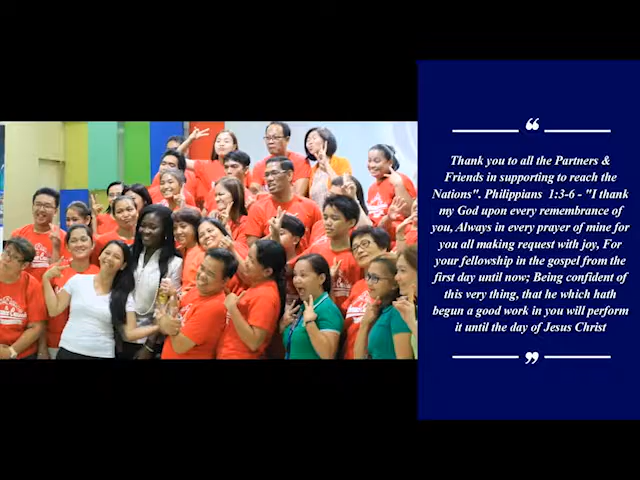 ❝
Thank you to all the Partners &
Friends in supporting to reach the
Nations". Philippians 1:3-6 - "I thank
my God upon every remembrance of
you, Always in every prayer of mine for
you all making request with joy, For
your fellowship in the gospel from the
first day until now; Being confident of
this very thing, that he which hath
begun a good work in you will perform
it until the day of Jesus Christ
❞